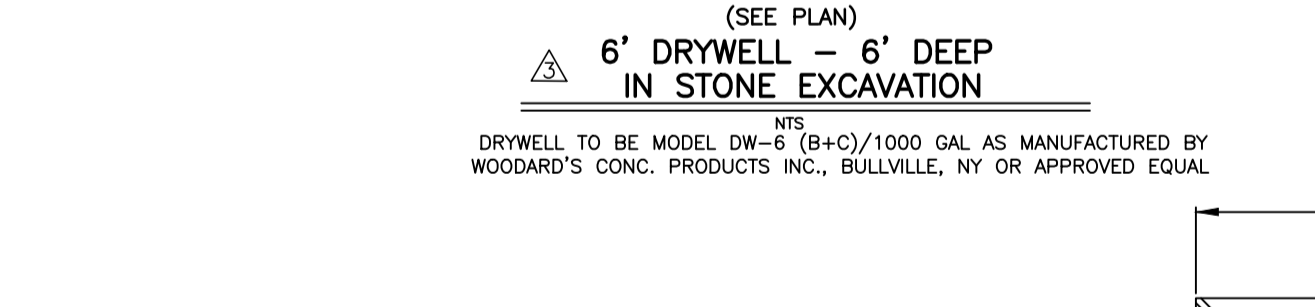 (SEE PLAN)
3 6' DRYWELL – 6' DEEP
IN STONE EXCAVATION
NTS
DRYWELL TO BE MODEL DW–6 (B+C)/1000 GAL AS MANUFACTURED BY
WOODARD'S CONC. PRODUCTS INC., BULLVILLE, NY OR APPROVED EQUAL